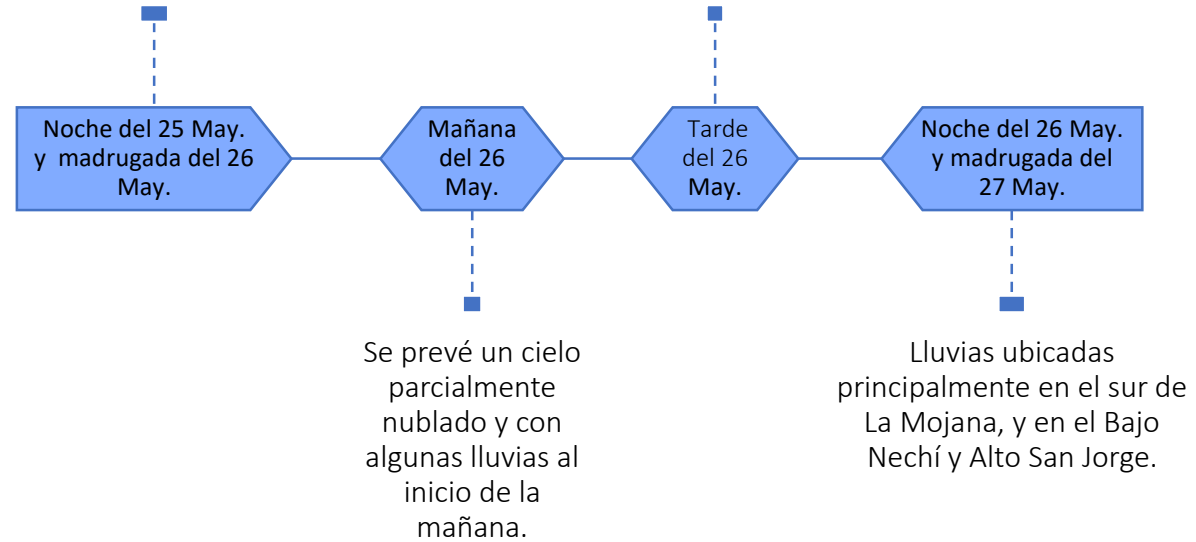 Noche del 25 May.
y madrugada del 26
May.
Mañana
del 26
May.
Tarde
del 26
May.
Noche del 26 May.
y madrugada del
27 May.
Se prevé un cielo
parcialmente
nublado y con
algunas lluvias al
inicio de la
mañana.
Lluvias ubicadas
principalmente en el sur de
La Mojana, y en el Bajo
Nechí y Alto San Jorge.